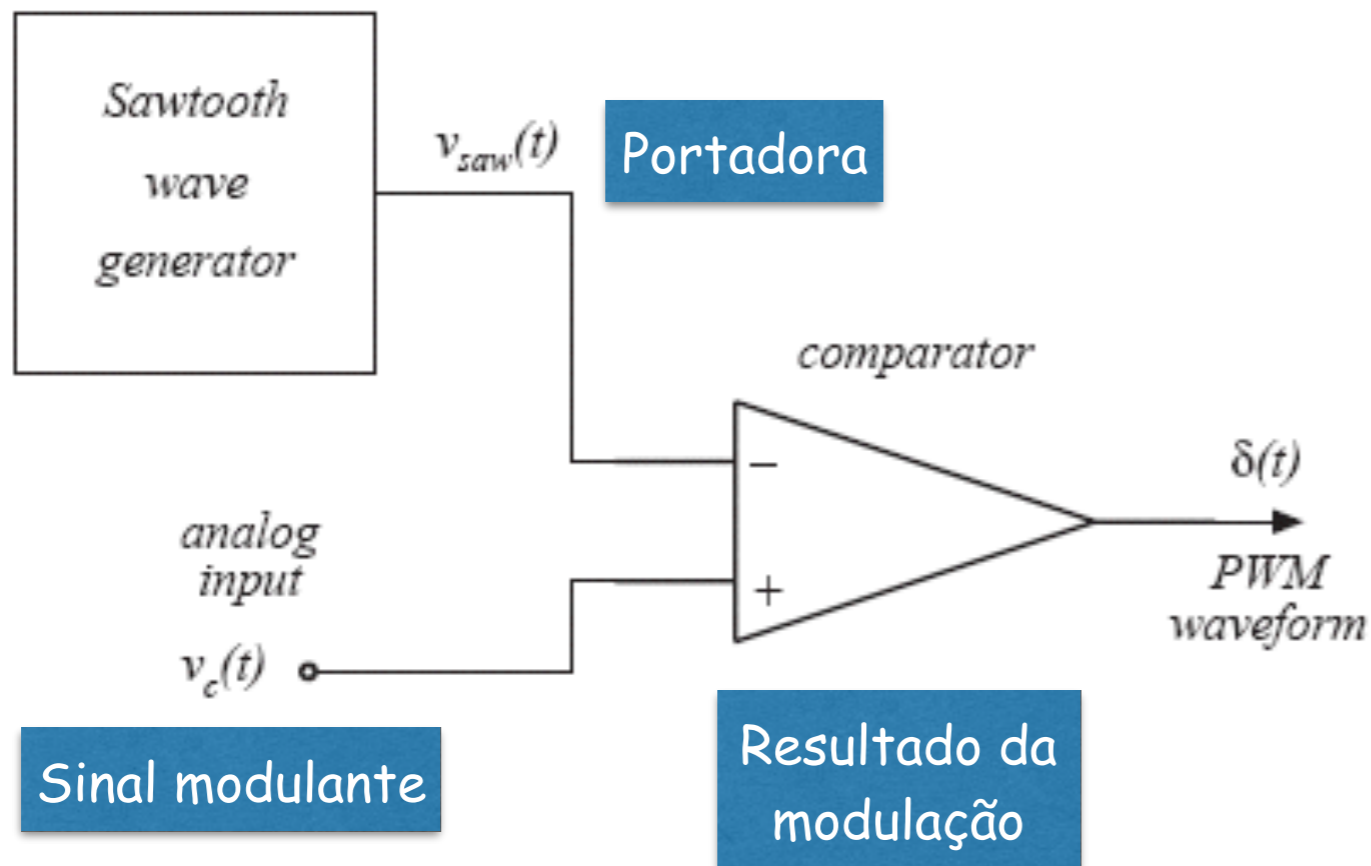 Sawtooth
wave
generator
v_saw(t)
Portadora
comparator
−
+
δ(t)
PWM
waveform
analog
input
v_c(t)
Sinal modulante
Resultado da
modulação